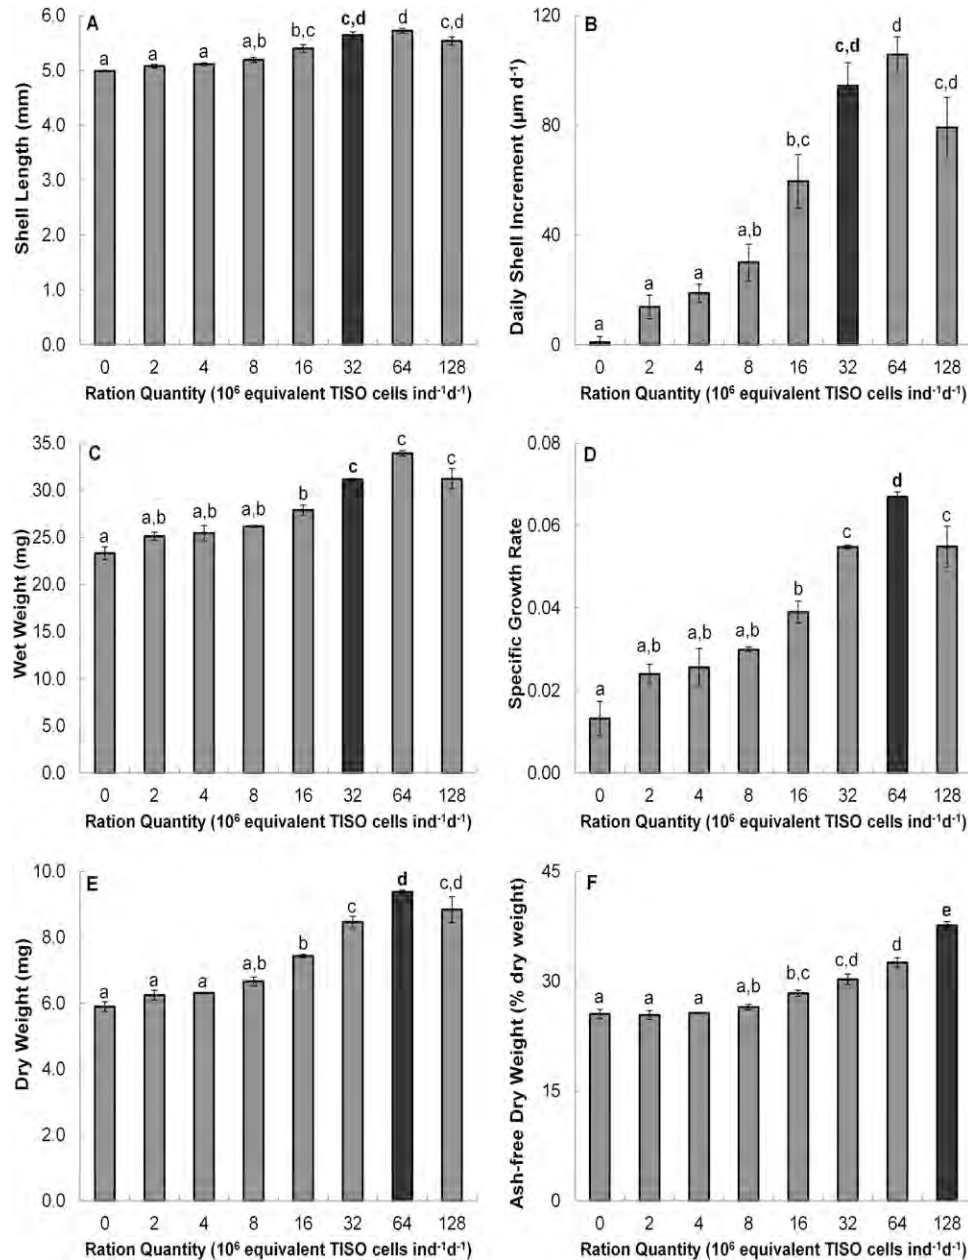 A
Shell Length (mm)
6.0
5.0
4.0
3.0
2.0
1.0
0.0
a a a a,b b,c c,d d c,d
0 2 4 8 16 32 64 128
Ration Quantity (10⁶ equivalent TISO cells ind⁻¹d⁻¹)
B
Daily Shell Increment (µm d⁻¹)
120
80
40
0
a a a a,b b,c c,d d c,d
0 2 4 8 16 32 64 128
Ration Quantity (10⁶ equivalent TISO cells ind⁻¹d⁻¹)
C
Wet Weight (mg)
35.0
30.0
25.0
20.0
15.0
10.0
5.0
0.0
a a,b a,b a,b b c c c
0 2 4 8 16 32 64 128
Ration Quantity (10⁶ equivalent TISO cells ind⁻¹d⁻¹)
D
Specific Growth Rate
0.08
0.06
0.04
0.02
0.00
a a,b a,b a,b b c d c
0 2 4 8 16 32 64 128
Ration Quantity (10⁶ equivalent TISO cells ind⁻¹d⁻¹)
E
Dry Weight (mg)
10.0
8.0
6.0
4.0
2.0
0.0
a a a a,b b c d c,d
0 2 4 8 16 32 64 128
Ration Quantity (10⁶ equivalent TISO cells ind⁻¹d⁻¹)
F
Ash-free Dry Weight (% dry weight)
45
30
15
0
a a a a,b b,c c,d d e
0 2 4 8 16 32 64 128
Ration Quantity (10⁶ equivalent TISO cells ind⁻¹d⁻¹)